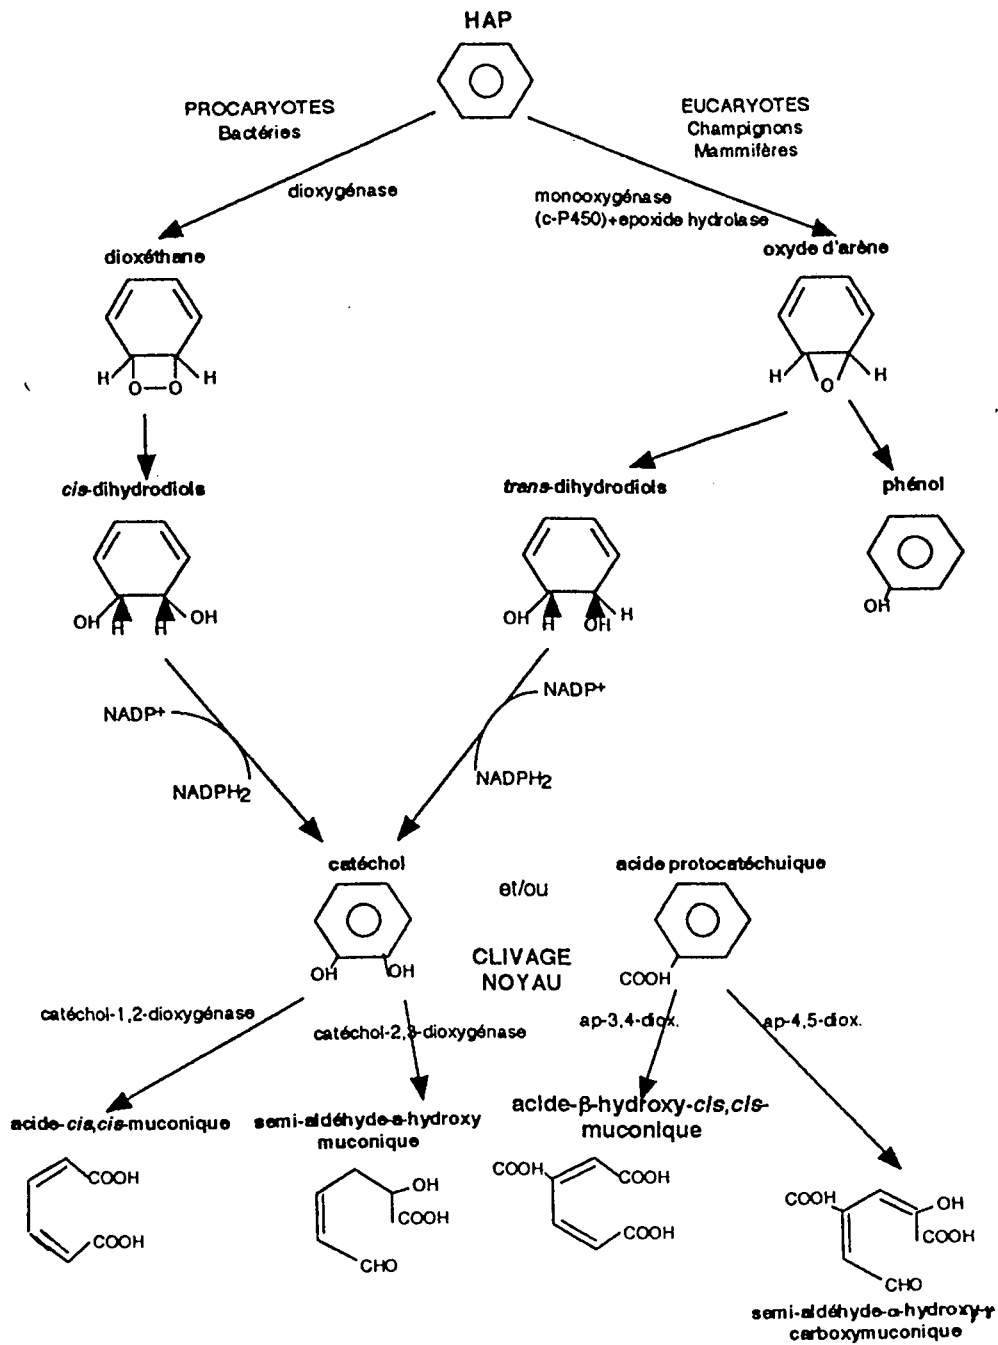 HAP
PROCARYOTES
Bactéries
EUCARYOTES
Champignons
Mammifères
dioxygénase
monooxygénase
(c-P450)+epoxide hydrolase
dioxéthane
oxyde d'arène
H
O—O
H
H
O
H
cis-dihydrodiols
trans-dihydrodiols
phénol
OH
H
H
OH
OH
H
OH
H
OH
NADP+
NADPH2
NADP+
NADPH2
catéchol
et/ou
acide protocatéchuique
OH
OH
CLIVAGE
NOYAU
COOH
catéchol-1,2-dioxygénase
catéchol-2,3-dioxygénase
ap-3,4-diox.
ap-4,5-diox.
acide-cis,cis-muconique
semi-aldéhyde-α-hydroxy
muconique
acide-β-hydroxy-cis,cis-
muconique
COOH
COOH
OH
COOH
CHO
COOH
COOH
COOH
COOH
OH
COOH
CHO
semi-aldéhyde-α-hydroxy-γ
carboxymuconique